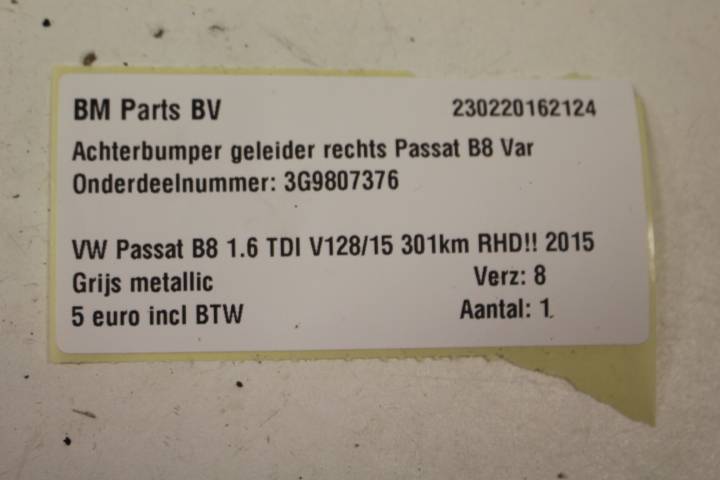 BM Parts BV 230220162124
Achterbumper geleider rechts Passat B8 Var
Onderdeelnummer: 3G9807376
VW Passat B8 1.6 TDI V128/15 301km RHD!! 2015
Grijs metallic Verz: 8
5 euro incl BTW Aantal: 1